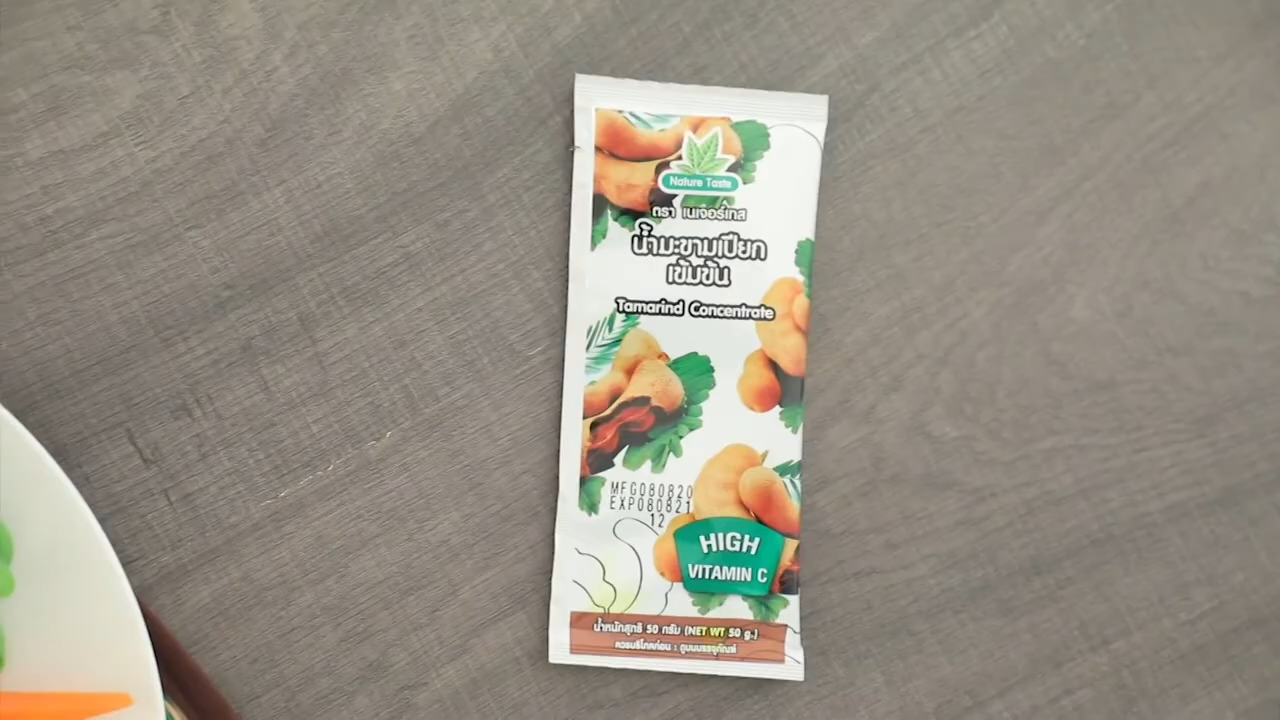 Nature Taste
ตรา เนเจอร์เทส
น้ำมะขามเปียก
เข้มข้น
Tamarind Concentrate
MFG080820
EXP080821
12
HIGH
VITAMIN C
น้ำหนักสุทธิ 50 กรัม (NET WT 50 g.)
ควรบริโภคก่อน : ดูบนบรรจุภัณฑ์